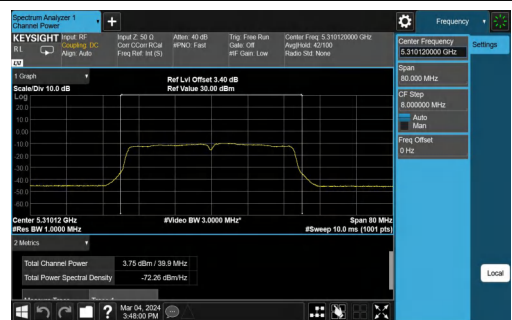 Spectrum Analyzer 1
Channel Power
Frequency
KEYSIGHT
RL
Input: RF
Coupling: DC
Align: Auto
Input Z: 50 Ω
Corr CCorr RCal
Freq Ref: Int (S)
Atten: 40 dB
#PNO: Fast
Trig: Free Run
Gate: Off
#IF Gain: Low
Center Freq: 5.310120000 GHz
Avg|Hold: 42/100
Radio Std: None
LW
1 Graph
Scale/Div 10.0 dB
Ref Lvl Offset 3.40 dB
Ref Value 30.00 dBm
Log
20.0
10.0
0.00
-10.0
-20.0
-30.0
-40.0
-50.0
-60.0
Center 5.31012 GHz
#Res BW 1.0000 MHz
#Video BW 3.0000 MHz*
Span 80 MHz
#Sweep 10.0 ms (1001 pts)
2 Metrics
Total Channel Power 3.75 dBm / 39.9 MHz
Total Power Spectral Density -72.26 dBm/Hz
Mar 04, 2024
3:48:00 PM
Center Frequency
5.310120000 GHz
Settings
Span
80.000 MHz
CF Step
8.000000 MHz
Auto
Man
Freq Offset
0 Hz
Local